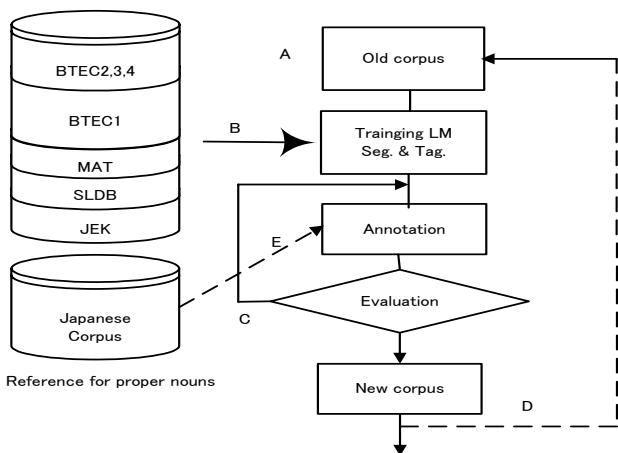 BTEC2,3,4
BTEC1
MAT
SLDB
JEK
Japanese
Corpus
Reference for proper nouns
A
Old corpus
B
Trainging LM
Seg. & Tag.
Annotation
E
Evaluation
C
New corpus
D